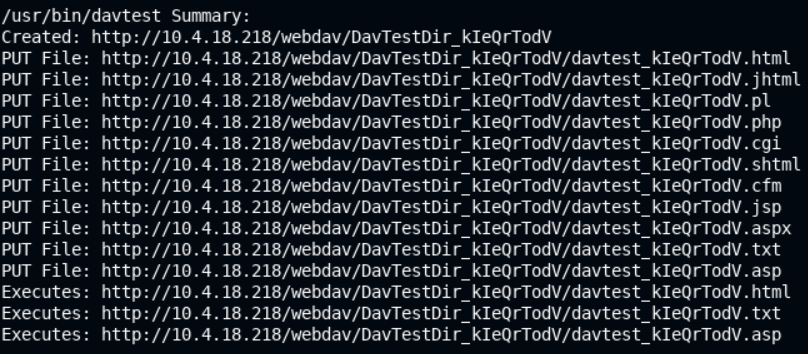 /usr/bin/davtest Summary:
Created: http://10.4.18.218/webdav/DavTestDir_kIeQrTodV
PUT File: http://10.4.18.218/webdav/DavTestDir_kIeQrTodV/davtest_kIeQrTodV.html
PUT File: http://10.4.18.218/webdav/DavTestDir_kIeQrTodV/davtest_kIeQrTodV.jhtml
PUT File: http://10.4.18.218/webdav/DavTestDir_kIeQrTodV/davtest_kIeQrTodV.pl
PUT File: http://10.4.18.218/webdav/DavTestDir_kIeQrTodV/davtest_kIeQrTodV.php
PUT File: http://10.4.18.218/webdav/DavTestDir_kIeQrTodV/davtest_kIeQrTodV.cgi
PUT File: http://10.4.18.218/webdav/DavTestDir_kIeQrTodV/davtest_kIeQrTodV.shtml
PUT File: http://10.4.18.218/webdav/DavTestDir_kIeQrTodV/davtest_kIeQrTodV.cfm
PUT File: http://10.4.18.218/webdav/DavTestDir_kIeQrTodV/davtest_kIeQrTodV.jsp
PUT File: http://10.4.18.218/webdav/DavTestDir_kIeQrTodV/davtest_kIeQrTodV.aspx
PUT File: http://10.4.18.218/webdav/DavTestDir_kIeQrTodV/davtest_kIeQrTodV.txt
PUT File: http://10.4.18.218/webdav/DavTestDir_kIeQrTodV/davtest_kIeQrTodV.asp
Executes: http://10.4.18.218/webdav/DavTestDir_kIeQrTodV/davtest_kIeQrTodV.html
Executes: http://10.4.18.218/webdav/DavTestDir_kIeQrTodV/davtest_kIeQrTodV.txt
Executes: http://10.4.18.218/webdav/DavTestDir_kIeQrTodV/davtest_kIeQrTodV.asp